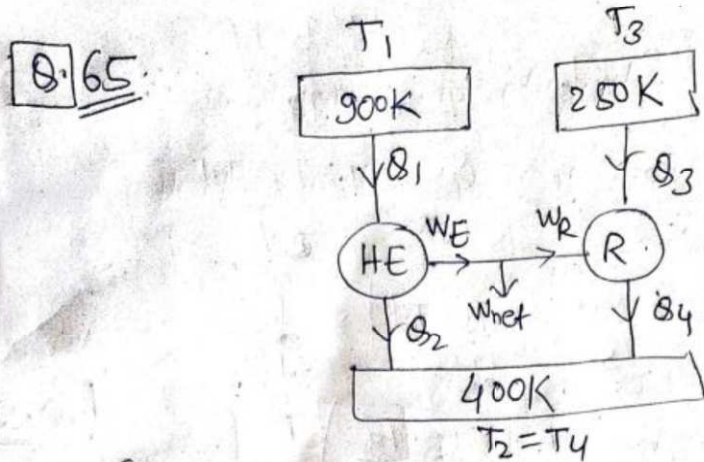 Q. 65.
T1 T3
900K 250K
Q1 Q3
HE WE WR R
Wnet
Q2 Q4
400K
T2 = T4